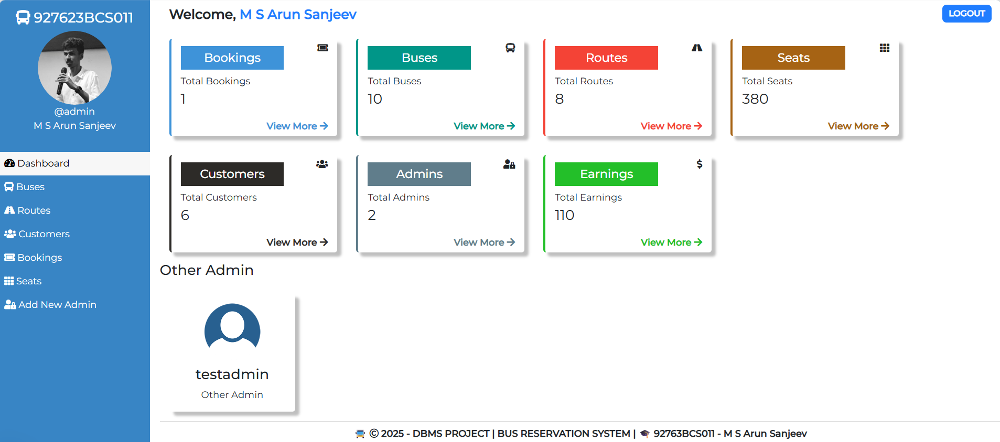 927623BCS011
@admin
M S Arun Sanjeev
Dashboard
Buses
Routes
Customers
Bookings
Seats
Add New Admin
Welcome, M S Arun Sanjeev
LOGOUT
Bookings
Total Bookings
1
View More
Buses
Total Buses
10
View More
Routes
Total Routes
8
View More
Seats
Total Seats
380
View More
Customers
Total Customers
6
View More
Admins
Total Admins
2
View More
Earnings
$
Total Earnings
110
View More
Other Admin
testadmin
Other Admin
© 2025 - DBMS PROJECT | BUS RESERVATION SYSTEM | 92763BCS011 - M S Arun Sanjeev